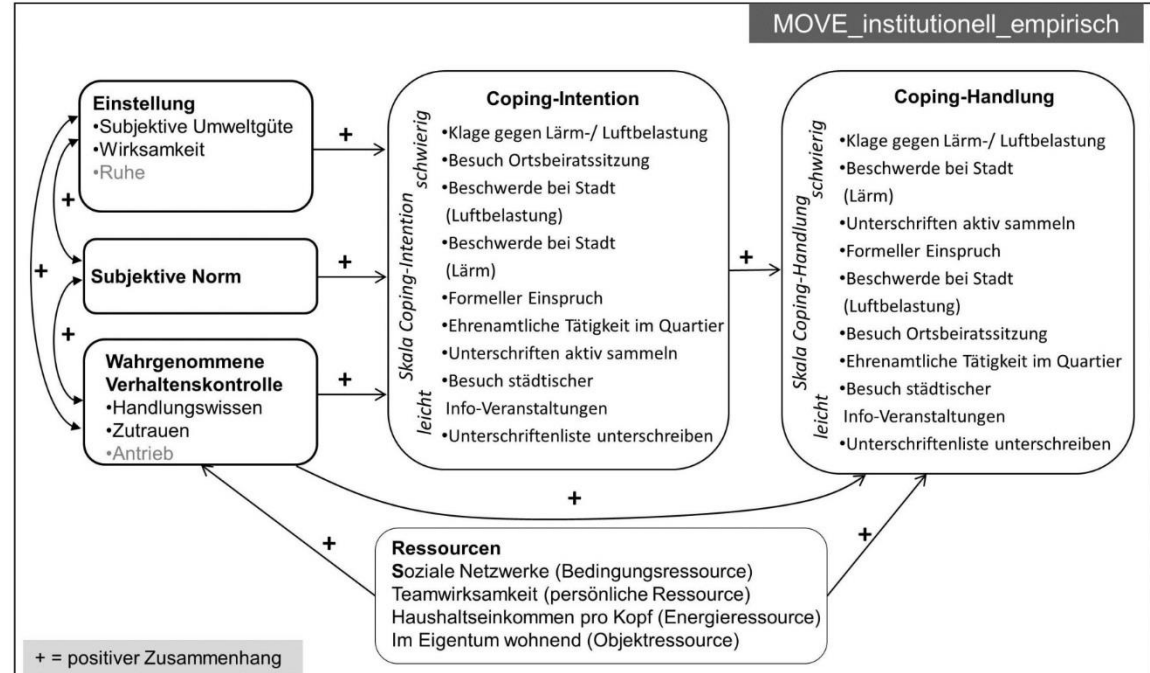 MOVE_institutionell_empirisch
Einstellung
•Subjektive Umweltgüte
•Wirksamkeit
•Ruhe
+
+
Subjektive Norm
+
+
Wahrgenommene
Verhaltenskontrolle
•Handlungswissen
•Zutrauen
•Antrieb
+
+
Coping-Intention
leicht Skala Coping-Intention schwierig
•Klage gegen Lärm-/ Luftbelastung
•Besuch Ortsbeiratssitzung
•Beschwerde bei Stadt
(Luftbelastung)
•Beschwerde bei Stadt
(Lärm)
•Formeller Einspruch
•Ehrenamtliche Tätigkeit im Quartier
•Unterschriften aktiv sammeln
•Besuch städtischer
Info-Veranstaltungen
•Unterschriftenliste unterschreiben
+
Coping-Handlung
leicht Skala Coping-Handlung schwierig
•Klage gegen Lärm-/ Luftbelastung
•Beschwerde bei Stadt
(Lärm)
•Unterschriften aktiv sammeln
•Formeller Einspruch
•Beschwerde bei Stadt
(Luftbelastung)
•Besuch Ortsbeiratssitzung
•Ehrenamtliche Tätigkeit im Quartier
•Besuch städtischer
Info-Veranstaltungen
•Unterschriftenliste unterschreiben
+
+
+
Ressourcen
Soziale Netzwerke (Bedingungsressource)
Teamwirksamkeit (persönliche Ressource)
Haushaltseinkommen pro Kopf (Energieressource)
Im Eigentum wohnend (Objektressource)
+ = positiver Zusammenhang